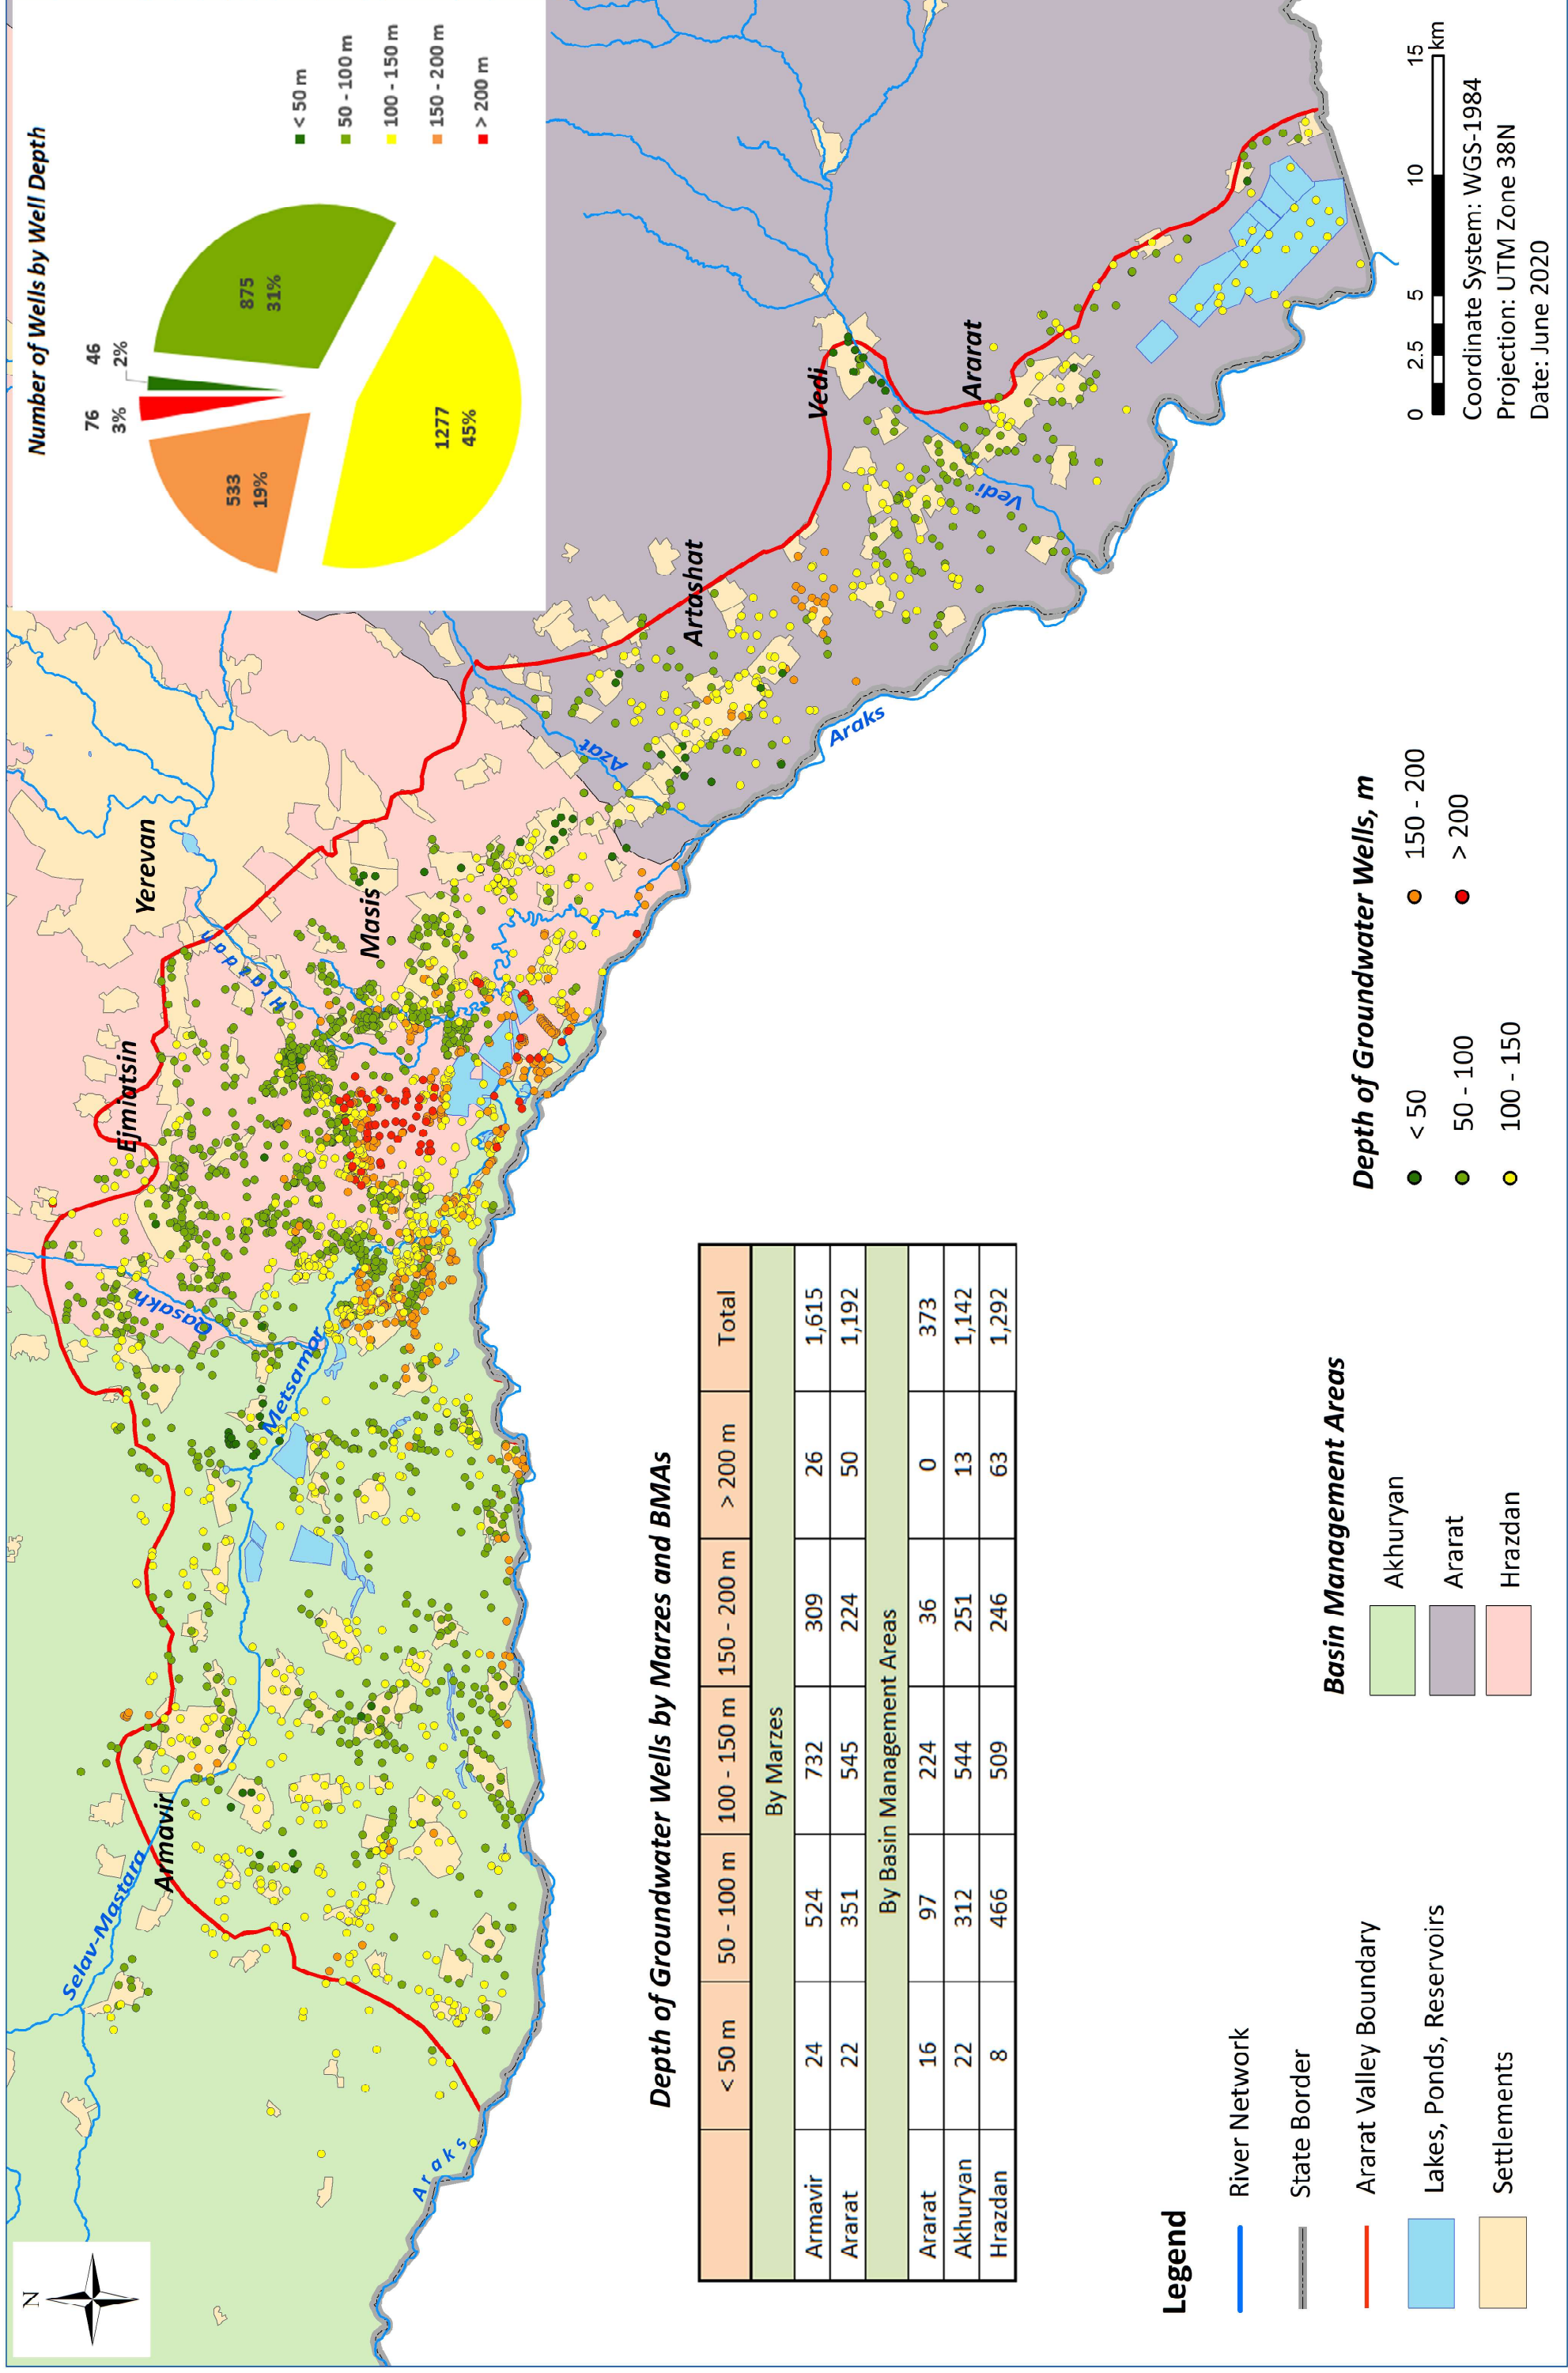 N
Selav-Mastara
Armavir
Metsamor
Qasakh
Ejmiatsin
Hrazdan
Yerevan
Masis
Azat
Artashat
Vedi
Ararat
Vedi
Araks
Araks
Number of Wells by Well Depth
46
2%
76
3%
875
31%
533
19%
1277
45%
< 50 m
50 - 100 m
100 - 150 m
150 - 200 m
> 200 m
Depth of Groundwater Wells by Marzes and BMAs
< 50 m 50 - 100 m 100 - 150 m 150 - 200 m > 200 m Total
By Marzes
Armavir 24 524 732 309 26 1,615
Ararat 22 351 545 224 50 1,192
By Basin Management Areas
Ararat 16 97 224 36 0 373
Akhuryan 22 312 544 251 13 1,142
Hrazdan 8 466 509 246 63 1,292
Legend
River Network
State Border
Ararat Valley Boundary
Lakes, Ponds, Reservoirs
Settlements
Basin Management Areas
Akhuryan
Ararat
Hrazdan
Depth of Groundwater Wells, m
< 50 150 - 200
50 - 100 > 200
100 - 150
0 2.5 5 10 15
km
Coordinate System: WGS-1984
Projection: UTM Zone 38N
Date: June 2020